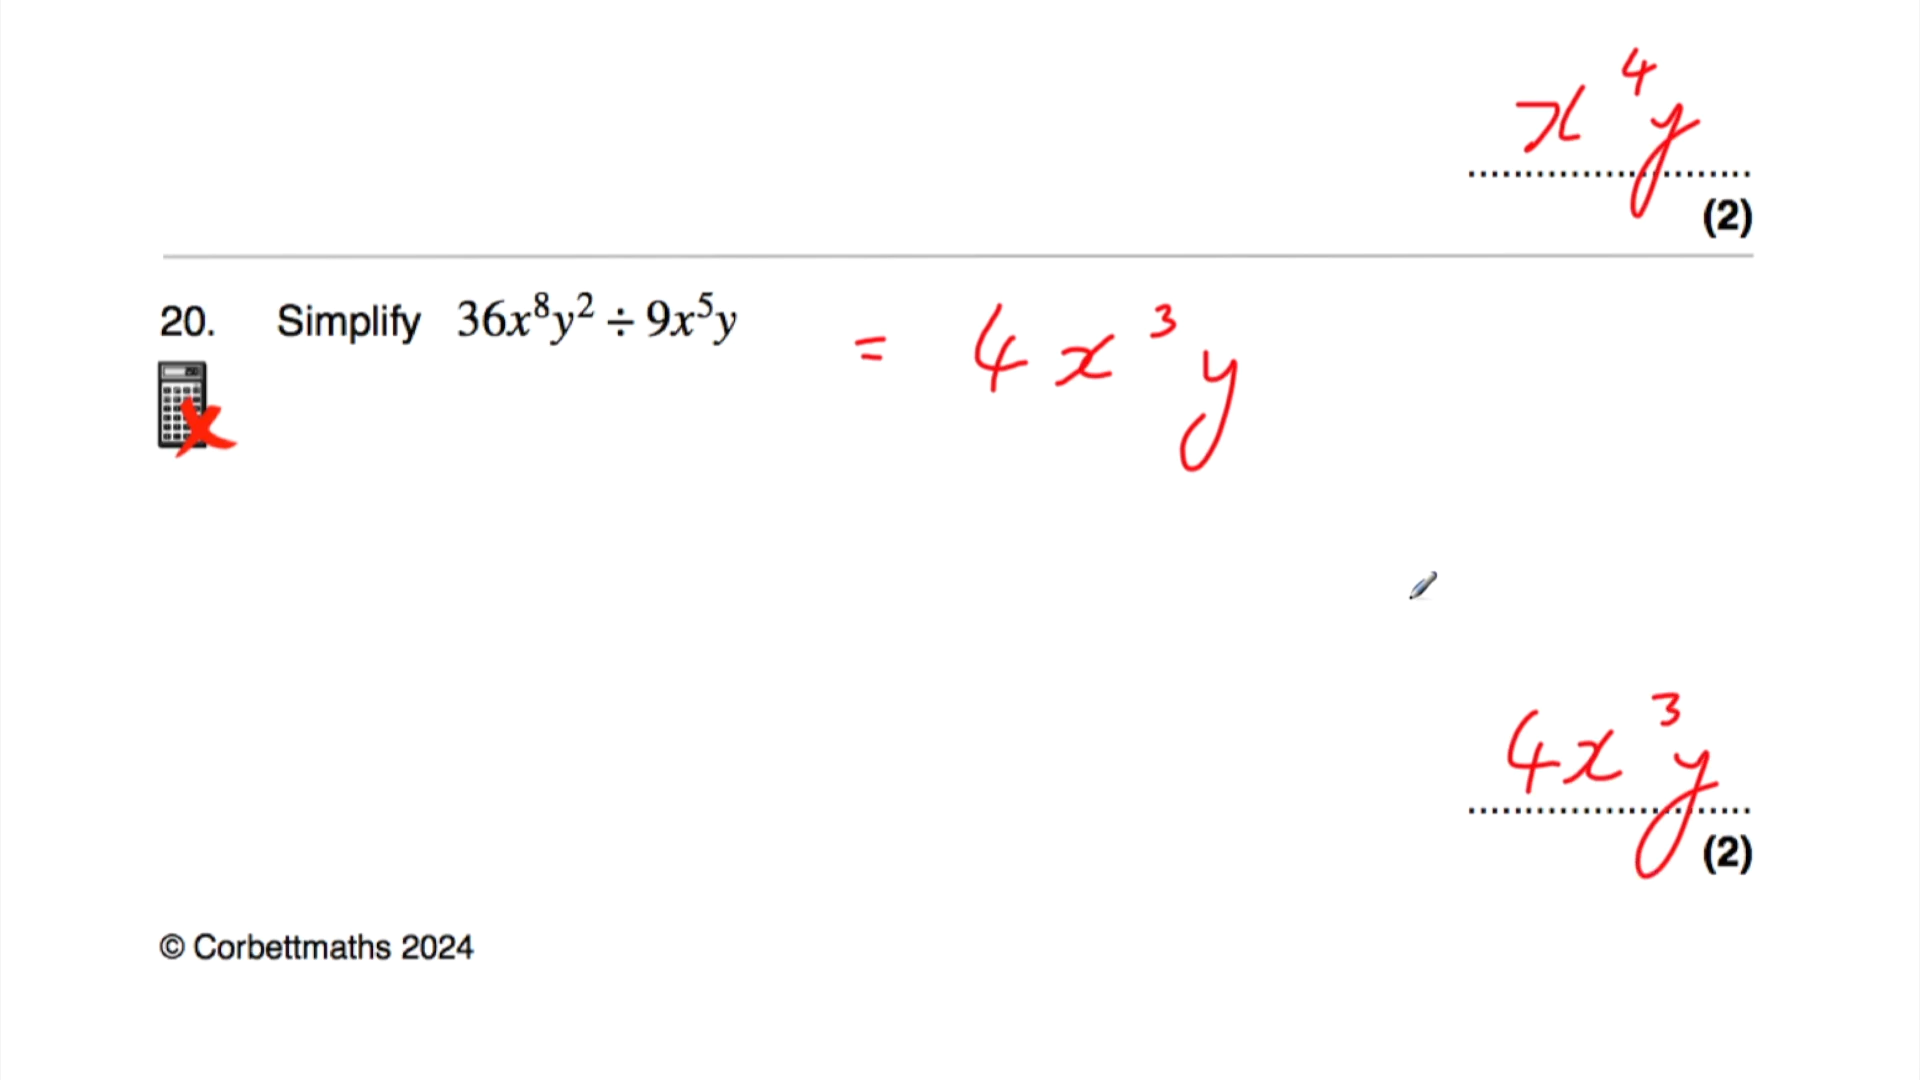 x⁴y
(2)
20. Simplify 36x⁸y² ÷ 9x⁵y = 4x³y
4x³y
(2)
© Corbettmaths 2024